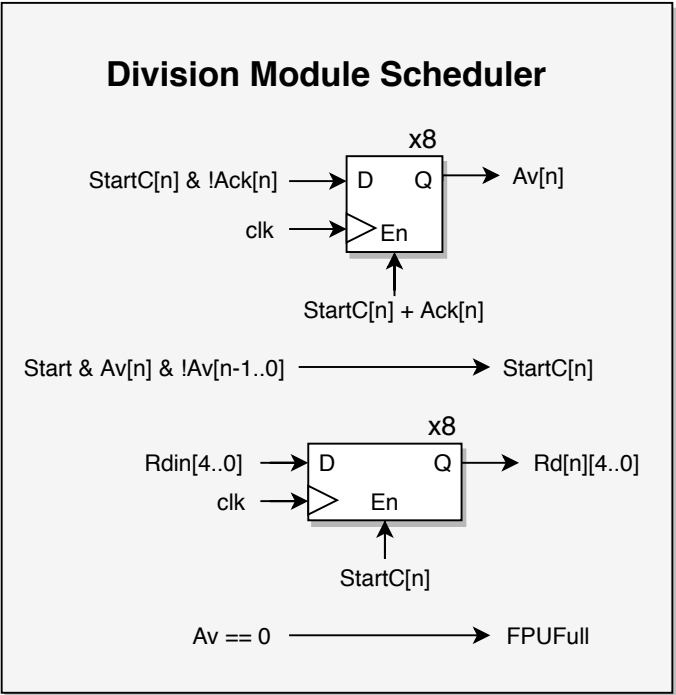 Division Module Scheduler
x8
StartC[n] & !Ack[n]
D
Q
Av[n]
clk
En
StartC[n] + Ack[n]
Start & Av[n] & !Av[n-1..0]
StartC[n]
x8
Rdin[4..0]
D
Q
Rd[n][4..0]
clk
En
StartC[n]
Av == 0
FPUFull